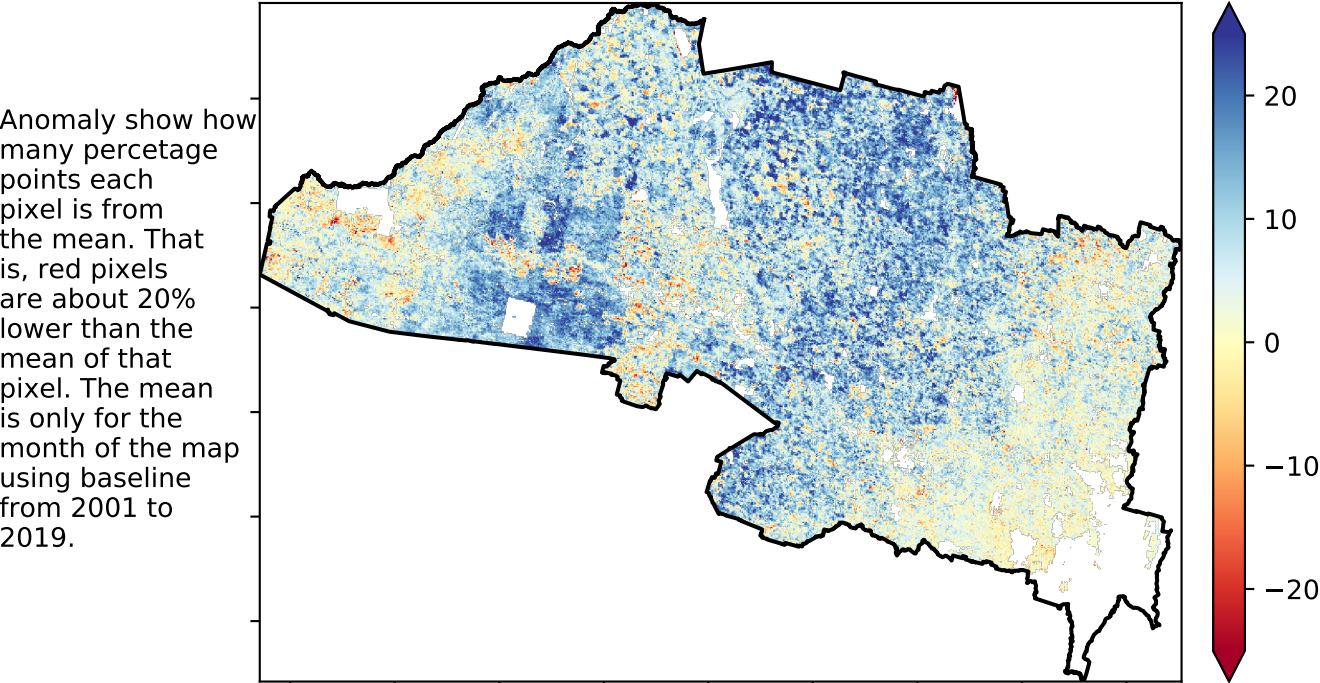 Anomaly show how
many percetage
points each
pixel is from
the mean. That
is, red pixels
are about 20%
lower than the
mean of that
pixel. The mean
is only for the
month of the map
using baseline
from 2001 to
2019.
20
10
0
−10
−20